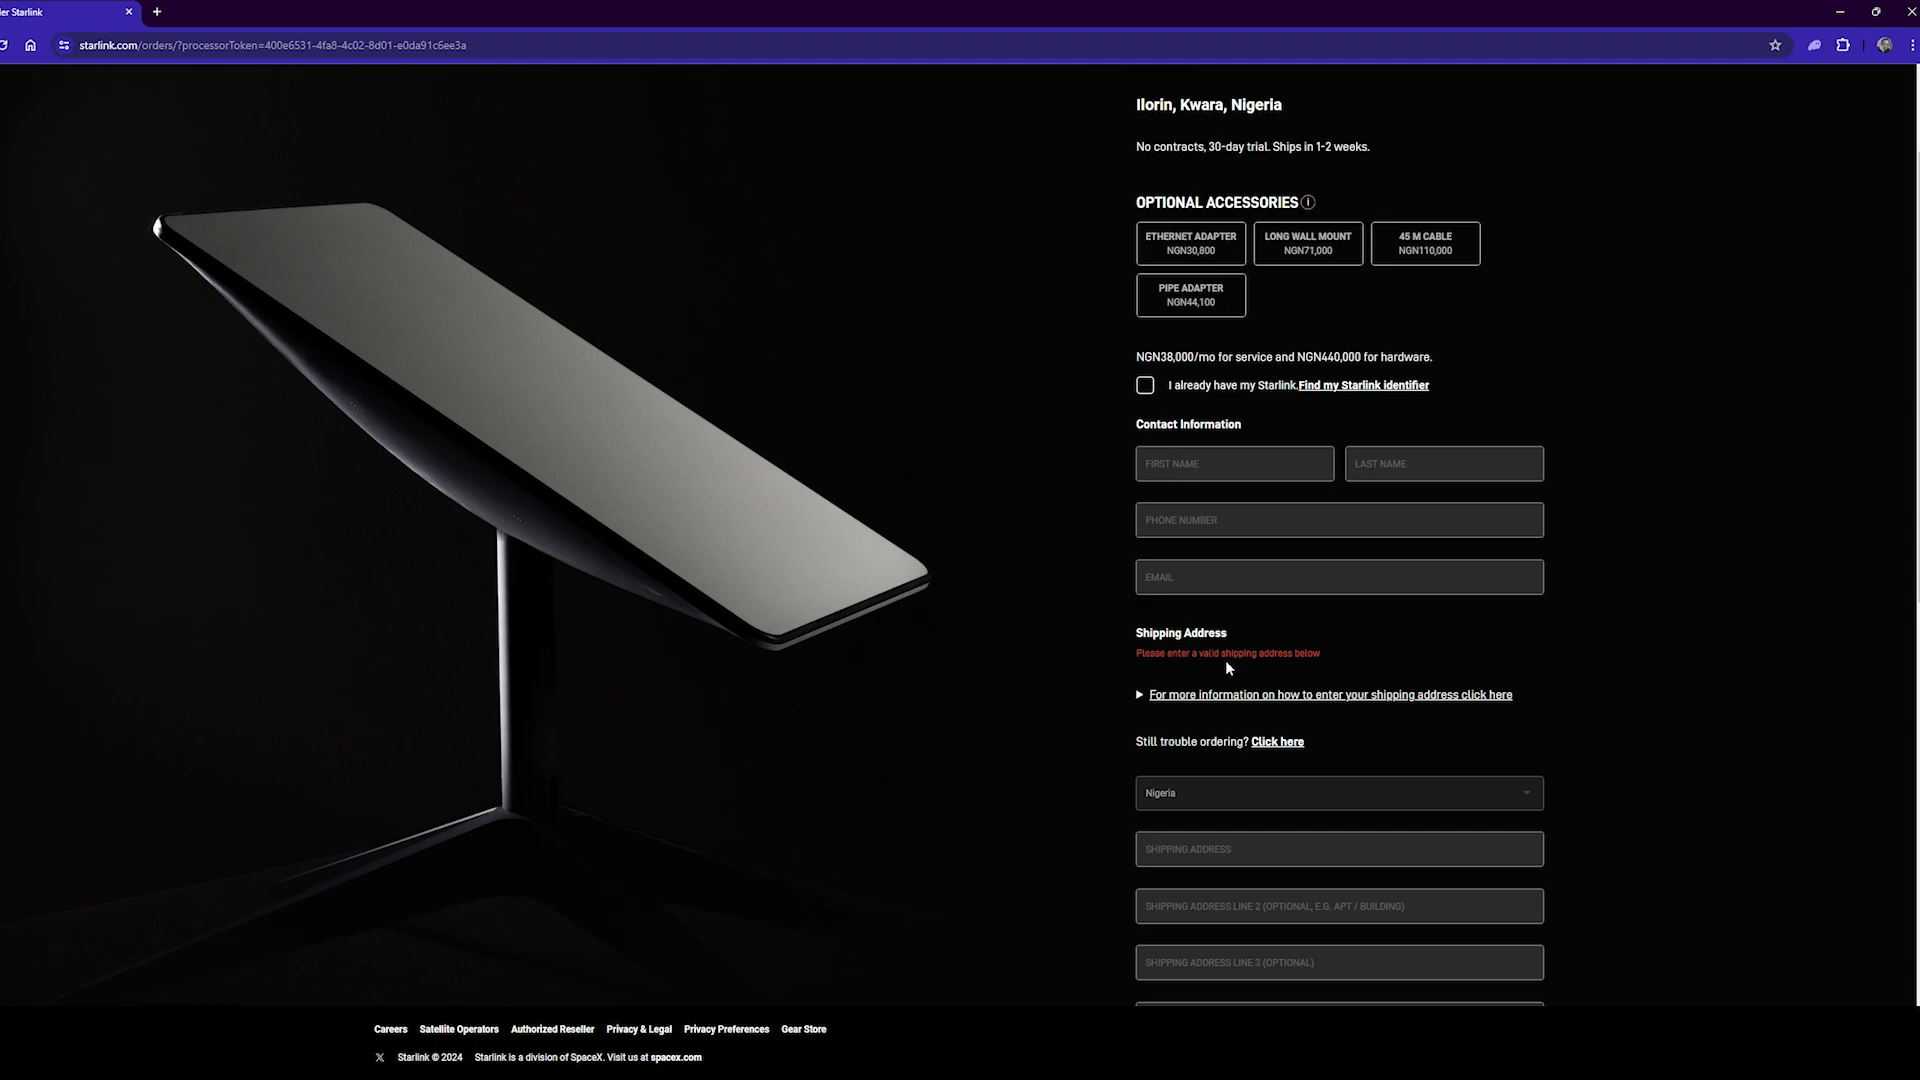 ler Starlink
starlink.com/orders/?processorToken=400e6531-4fa8-4c02-8d01-e0da91c6ee3a
Ilorin, Kwara, Nigeria
No contracts, 30-day trial. Ships in 1-2 weeks.
OPTIONAL ACCESSORIES
ETHERNET ADAPTER
NGN30,800
LONG WALL MOUNT
NGN71,000
45 M CABLE
NGN110,000
PIPE ADAPTER
NGN44,100
NGN38,000/mo for service and NGN440,000 for hardware.
I already have my Starlink.Find my Starlink identifier
Contact Information
FIRST NAME
LAST NAME
PHONE NUMBER
EMAIL
Shipping Address
Please enter a valid shipping address below
For more information on how to enter your shipping address click here
Still trouble ordering? Click here
Nigeria
SHIPPING ADDRESS
SHIPPING ADDRESS LINE 2 (OPTIONAL, E.G. APT / BUILDING)
SHIPPING ADDRESS LINE 3 (OPTIONAL)
Careers Satellite Operators Authorized Reseller Privacy & Legal Privacy Preferences Gear Store
Starlink © 2024 Starlink is a division of SpaceX. Visit us at spacex.com